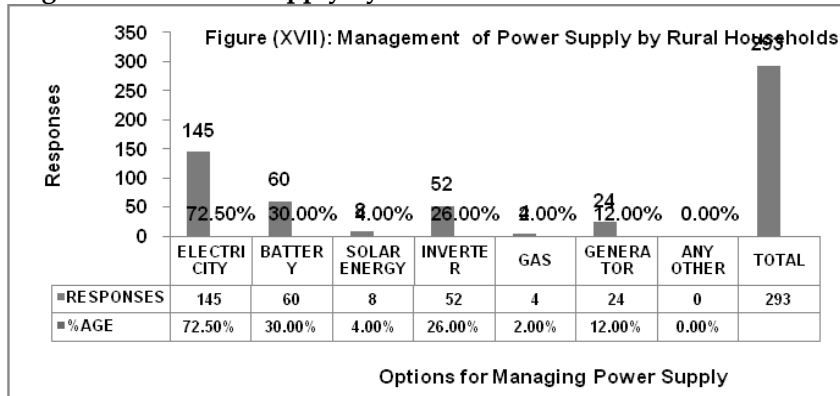 Figure (XVII): Management of Power Supply by Rural Households
Responses
350
300
250
200
150
100
50
0
145
60
8
52
4
24
293
72.50% 30.00% 4.00% 26.00% 2.00% 12.00% 0.00%
ELECTRI
CITY
BATTER
Y
SOLAR
ENERGY
INVERTE
R
GAS
GENERA
TOR
ANY
OTHER
TOTAL
RESPONSES 145 60 8 52 4 24 0 293
%AGE 72.50% 30.00% 4.00% 26.00% 2.00% 12.00% 0.00%
Options for Managing Power Supply